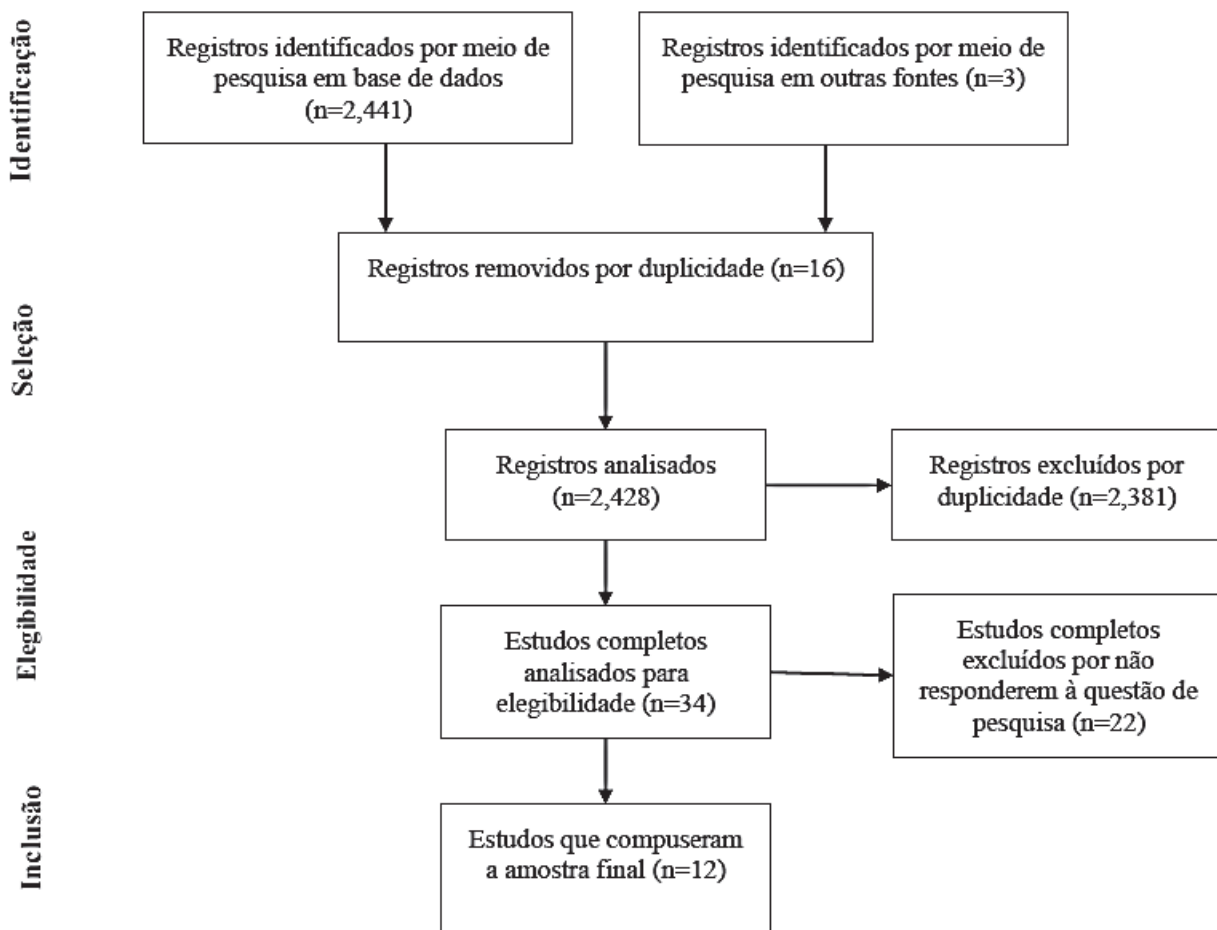 Identificação
Registros identificados por meio de
pesquisa em base de dados
(n=2,441)
Registros identificados por meio de
pesquisa em outras fontes (n=3)
Registros removidos por duplicidade (n=16)
Seleção
Registros analisados
(n=2,428)
Registros excluídos por
duplicidade (n=2,381)
Elegibilidade
Estudos completos
analisados para
elegibilidade (n=34)
Estudos completos
excluídos por não
responderem à questão de
pesquisa (n=22)
Inclusão
Estudos que compuseram
a amostra final (n=12)